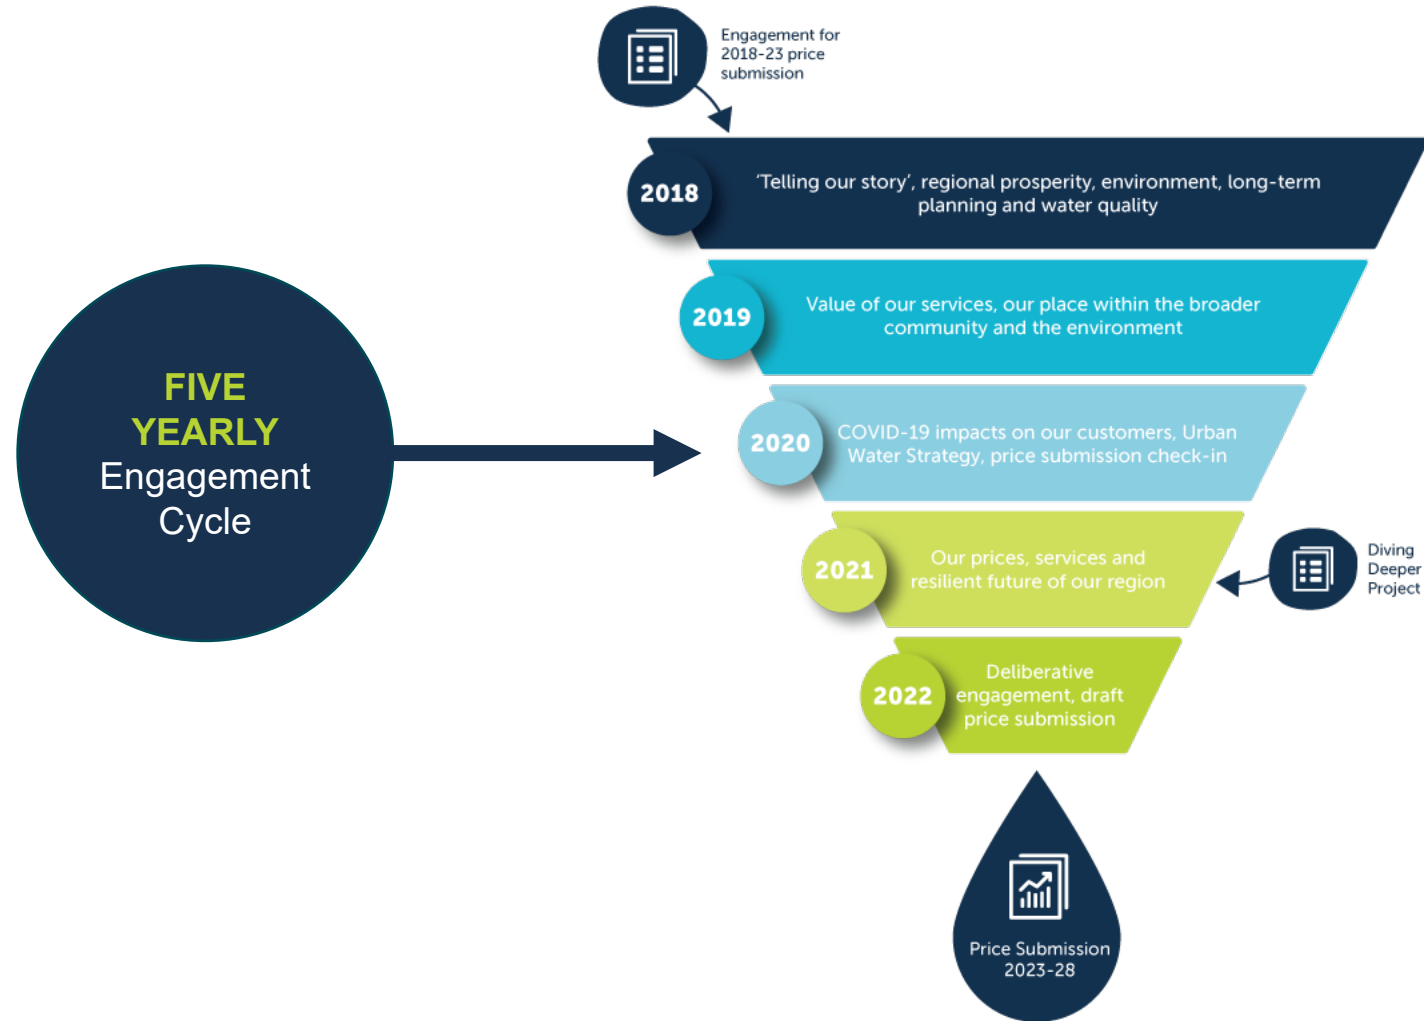 Engagement for
2018-23 price
submission
2018
'Telling our story', regional prosperity, environment, long-term
planning and water quality
2019
Value of our services, our place within the broader
community and the environment
FIVE
YEARLY
Engagement
Cycle
2020
COVID-19 impacts on our customers, Urban
Water Strategy, price submission check-in
2021
Our prices, services and
resilient future of our region
Diving
Deeper
Project
2022
Deliberative
engagement, draft
price submission
Price Submission
2023-28